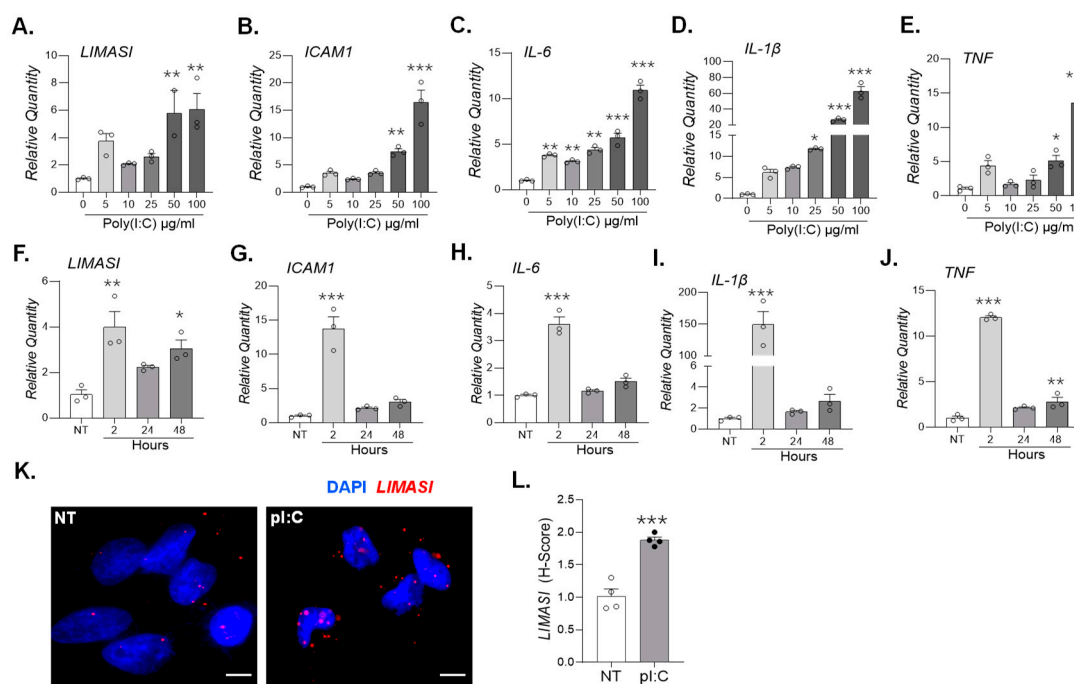 A.
LIMASI
Relative Quantity
8
6
4
2
0
** **
0 5 10 25 50 100
Poly(I:C) µg/ml
B.
ICAM1
Relative Quantity
20
15
10
5
0
** ***
0 5 10 25 50 100
Poly(I:C) µg/ml
C.
IL-6
Relative Quantity
15
10
5
0
** ** ** *** ***
0 5 10 25 50 100
Poly(I:C) µg/ml
D.
IL-1β
Relative Quantity
100
80
60
40
20
15
10
5
0
* *** ***
0 5 10 25 50 100
Poly(I:C) µg/ml
E.
TNF
Relative Quantity
20
15
10
5
0
*
0 5 10 25 50
Poly(I:C) µg/ml
F.
LIMASI
Relative Quantity
6
4
2
0
** *
NT 2 24 48
Hours
G.
ICAM1
Relative Quantity
20
15
10
5
0
***
NT 2 24 48
Hours
H.
IL-6
Relative Quantity
5
4
3
2
1
0
***
NT 2 24 48
Hours
I.
IL-1β
Relative Quantity
200
150
100
6
4
2
0
***
NT 2 24 48
Hours
J.
TNF
Relative Quantity
15
10
5
0
*** **
NT 2 24 48
Hours
K.
DAPI LIMASI
NT
pI:C
L.
LIMASI (H-Score)
2.5
2.0
1.5
1.0
0.5
0.0
***
NT pI:C